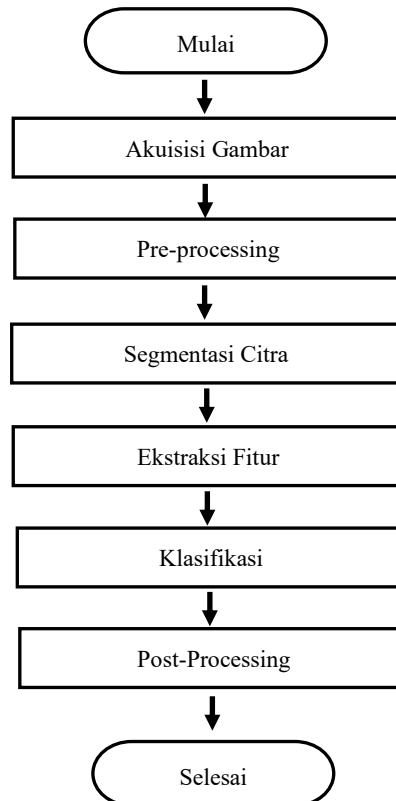 Mulai
Akuisisi Gambar
Pre-processing
Segmentasi Citra
Ekstraksi Fitur
Klasifikasi
Post-Processing
Selesai